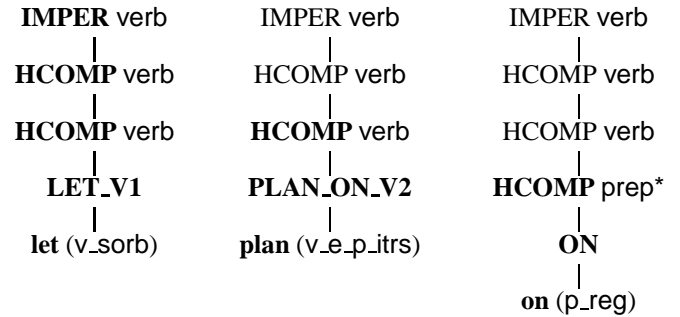 IMPER verb IMPER verb IMPER verb
HCOMP verb HCOMP verb HCOMP verb
HCOMP verb HCOMP verb HCOMP verb
LET_V1 PLAN_ON_V2 HCOMP prep*
let (v_sorb) plan (v_e_p_itrs) ON
on (p_reg)